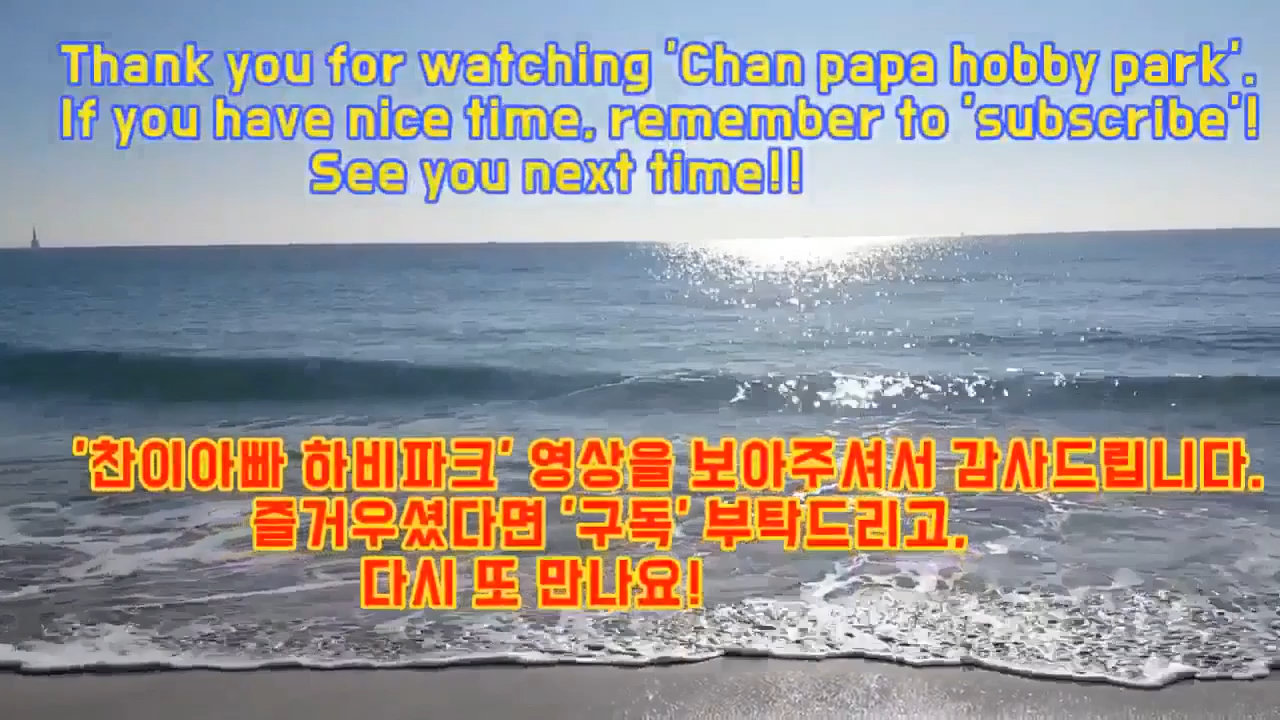 Thank you for watching 'Chan papa hobby park'.
If you have nice time, remember to 'subscribe'!
See you next time!!
'찬이아빠 하비파크' 영상을 보아주셔서 감사드립니다.
즐거우셨다면 '구독' 부탁드리고,
다시 또 만나요!